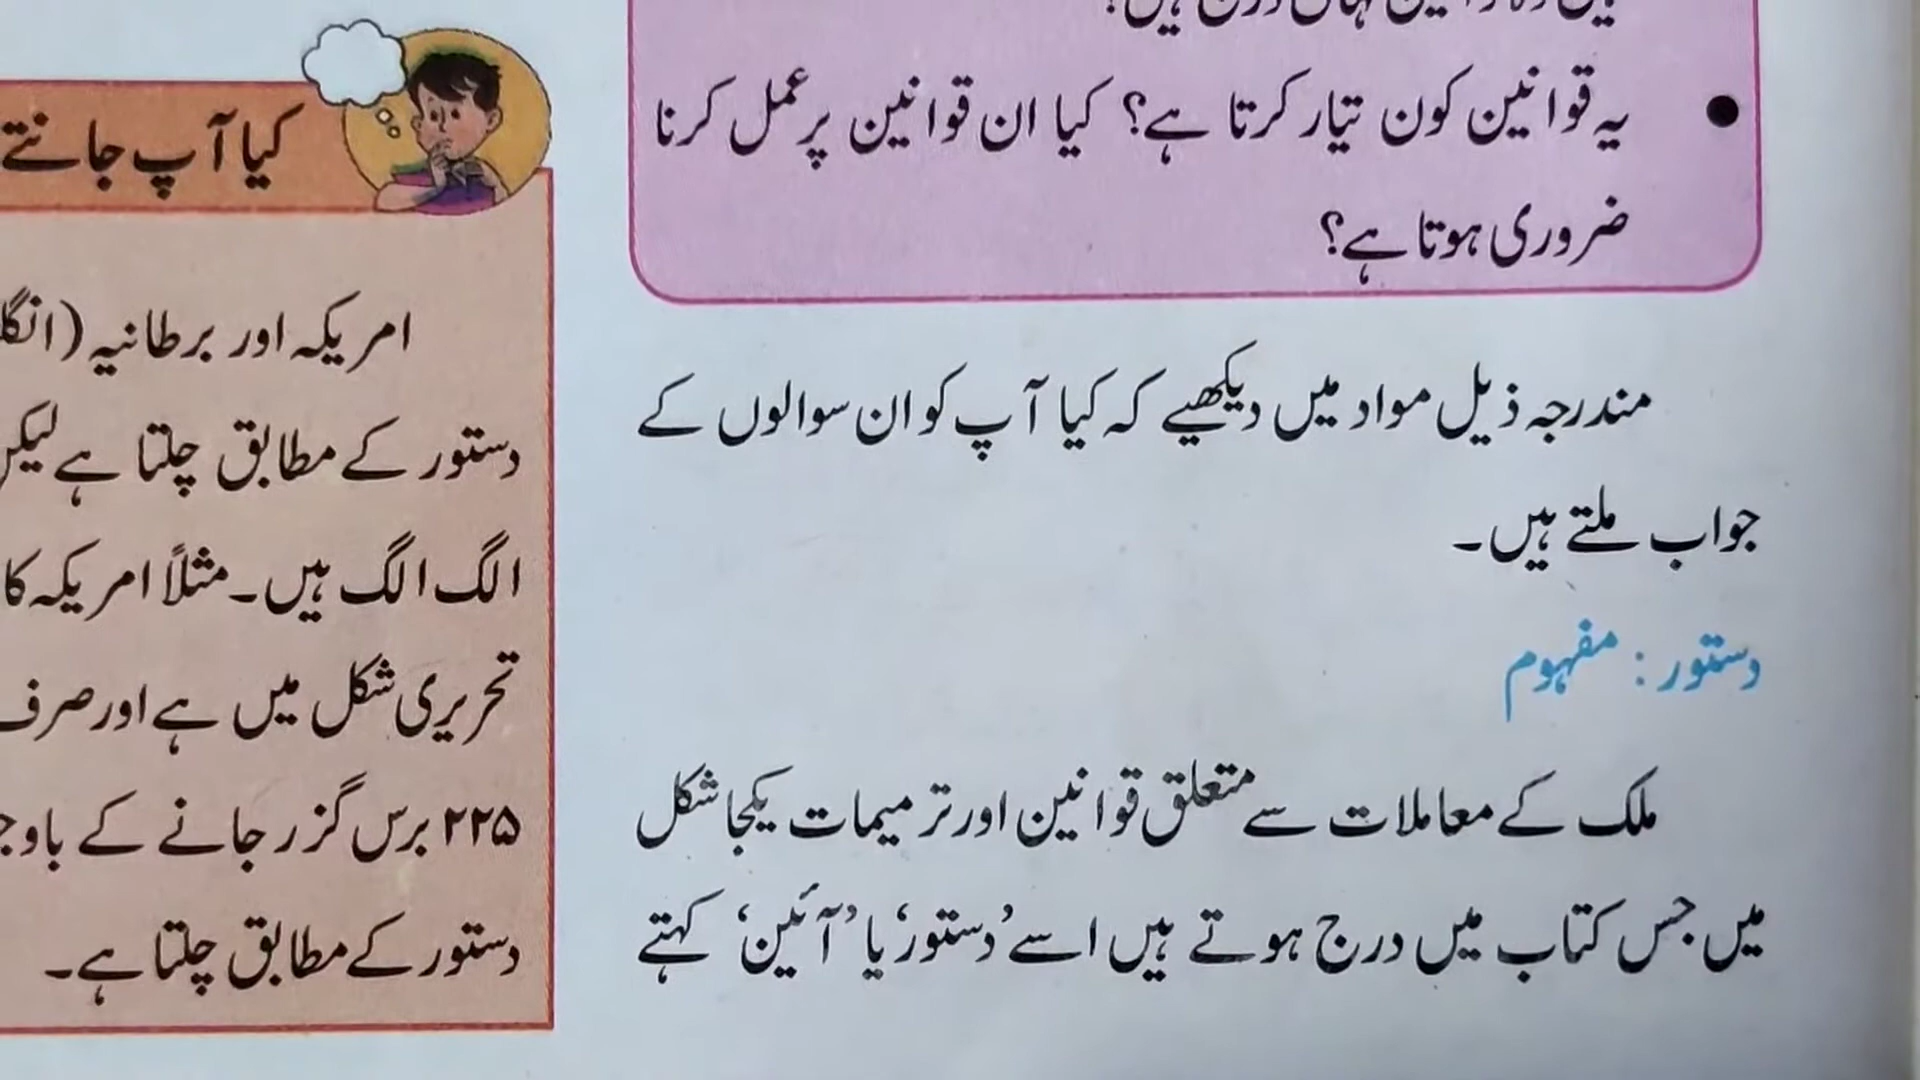 یہ قوانین کون تیار کرتا ہے؟ کیا ان قوانین پر عمل کرنا
ضروری ہوتا ہے؟
مندرجہ ذیل مواد میں دیکھیے کہ کیا آپ کو ان سوالوں کے
جواب ملتے ہیں۔
دستور : مفہوم
ملک کے معاملات سے متعلق قوانین اور ترمیمات یکجا شکل
میں جس کتاب میں درج ہوتے ہیں اسے ’دستور‘ یا ’آئین‘ کہتے
کیا آپ جانتے
امریکہ اور برطانیہ (
دستور کے مطابق چلتا ہے لیکن
الگ الگ ہیں۔ مثلاً امریکہ کا
تحریری شکل میں ہے اور صرف
۲۲۵ برس گزر جانے کے
دستور کے مطابق چلتا ہے۔